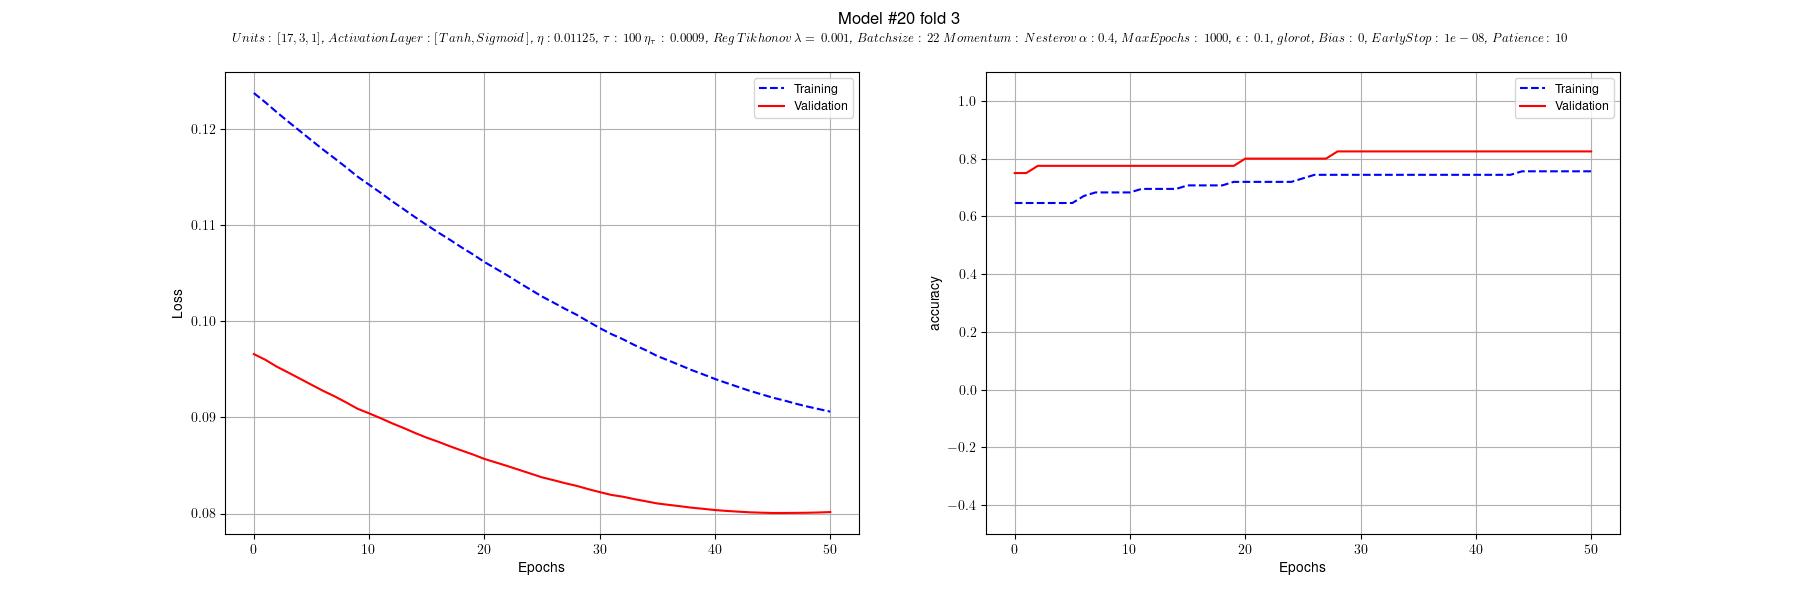 Model #20 fold 3
Units : [17, 3, 1], ActivationLayer : [Tanh, Sigmoid], η : 0.01125, τ : 100 ητ : 0.0009, Reg Tikhonov λ = 0.001, Batchsize : 22 Momentum : Nesterov α : 0.4, MaxEpochs : 1000, ϵ : 0.1, glorot, Bias : 0, EarlyStop : 1e − 08, Patience : 10
Training
Validation
0.12
0.11
0.10
0.09
0.08
Loss
0 10 20 30 40 50
Epochs
Training
Validation
1.0
0.8
0.6
0.4
0.2
0.0
−0.2
−0.4
accuracy
0 10 20 30 40 50
Epochs